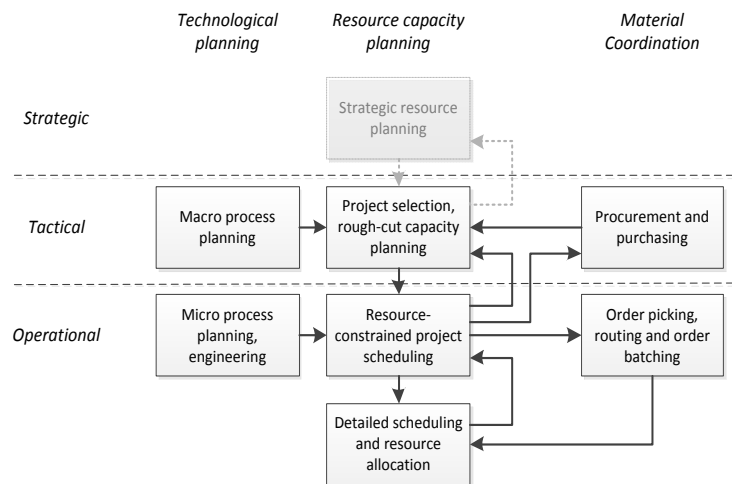 Technological
planning
Resource capacity
planning
Material
Coordination
Strategic
Strategic resource
planning
Tactical
Macro process
planning
Project selection,
rough-cut capacity
planning
Procurement and
purchasing
Operational
Micro process
planning,
engineering
Resource-
constrained project
scheduling
Order picking,
routing and order
batching
Detailed scheduling
and resource
allocation